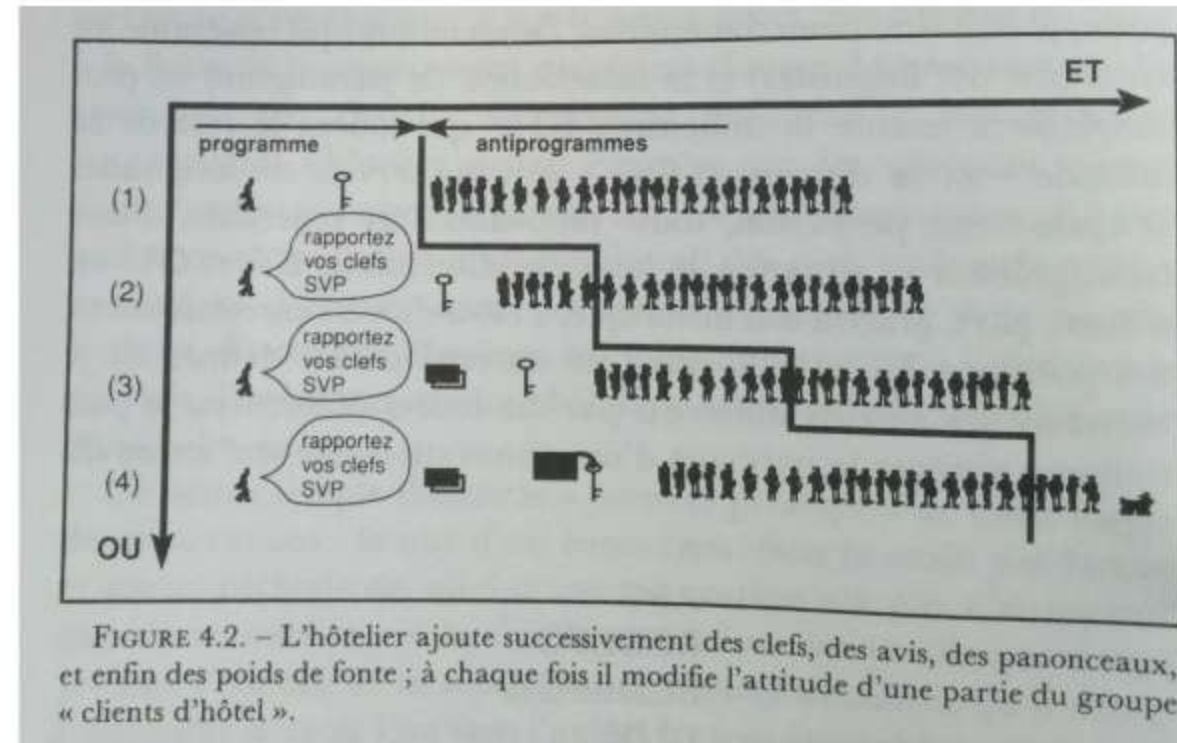 ET
programme
antiprogrammes
(1)
rapportez
vos clefs
SVP
(2)
rapportez
vos clefs
SVP
(3)
rapportez
vos clefs
SVP
(4)
OU
FIGURE 4.2. – L'hôtelier ajoute successivement des clefs, des avis, des panonceaux,
et enfin des poids de fonte ; à chaque fois il modifie l'attitude d'une partie du groupe
« clients d'hôtel ».